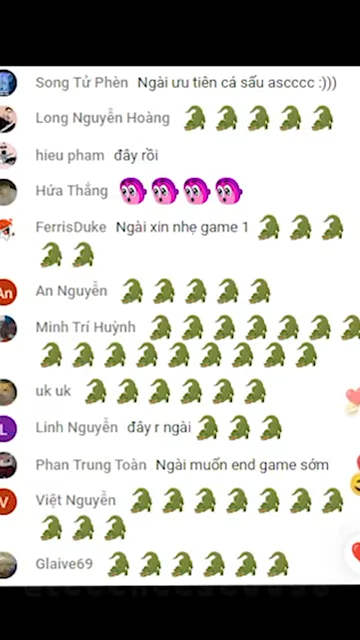 Song Tử Phèn Ngài ưu tiên cá sấu ascccc :)))
Long Nguyễn Hoàng 🐊🐊🐊🐊🐊
hieu pham đây rồi
Hứa Thắng
FerrisDuke Ngài xin nhẹ game 1 🐊🐊🐊
🐊🐊
An An Nguyễn 🐊🐊🐊🐊🐊
Minh Trí Huỳnh 🐊🐊🐊🐊🐊🐊🐊
🐊🐊🐊🐊🐊🐊🐊🐊🐊
uk uk 🐊🐊🐊🐊🐊🐊
L Linh Nguyễn đây r ngài 🐊🐊🐊
Phan Trung Toàn Ngài muốn end game sớm
V Việt Nguyễn 🐊🐊🐊🐊🐊🐊🐊
🐊🐊🐊
Glaive69 🐊🐊🐊🐊🐊🐊